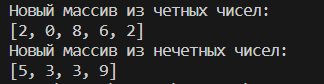 Новый массив из четных чисел:
[2, 0, 8, 6, 2]
Новый массив из нечетных чисел:
[5, 3, 3, 9]